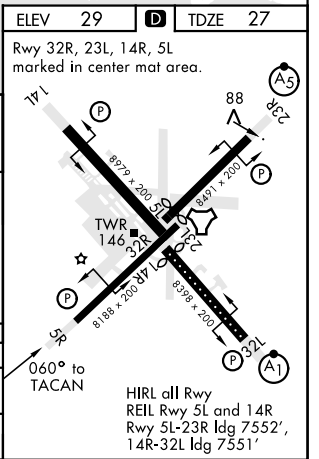 ELEV 29 D TDZE 27
Rwy 32R, 23L, 14R, 5L
marked in center mat area.
14L
P
88
A5
23R
P
8979 x 200
5L
8491 x 200
TWR
146
32R
23L
14R
P
8188 x 200
8398 x 200
5R
P
32L
A1
060° to
TACAN
HIRL all Rwy
REIL Rwy 5L and 14R
Rwy 5L-23R ldg 7552',
14R-32L ldg 7551'